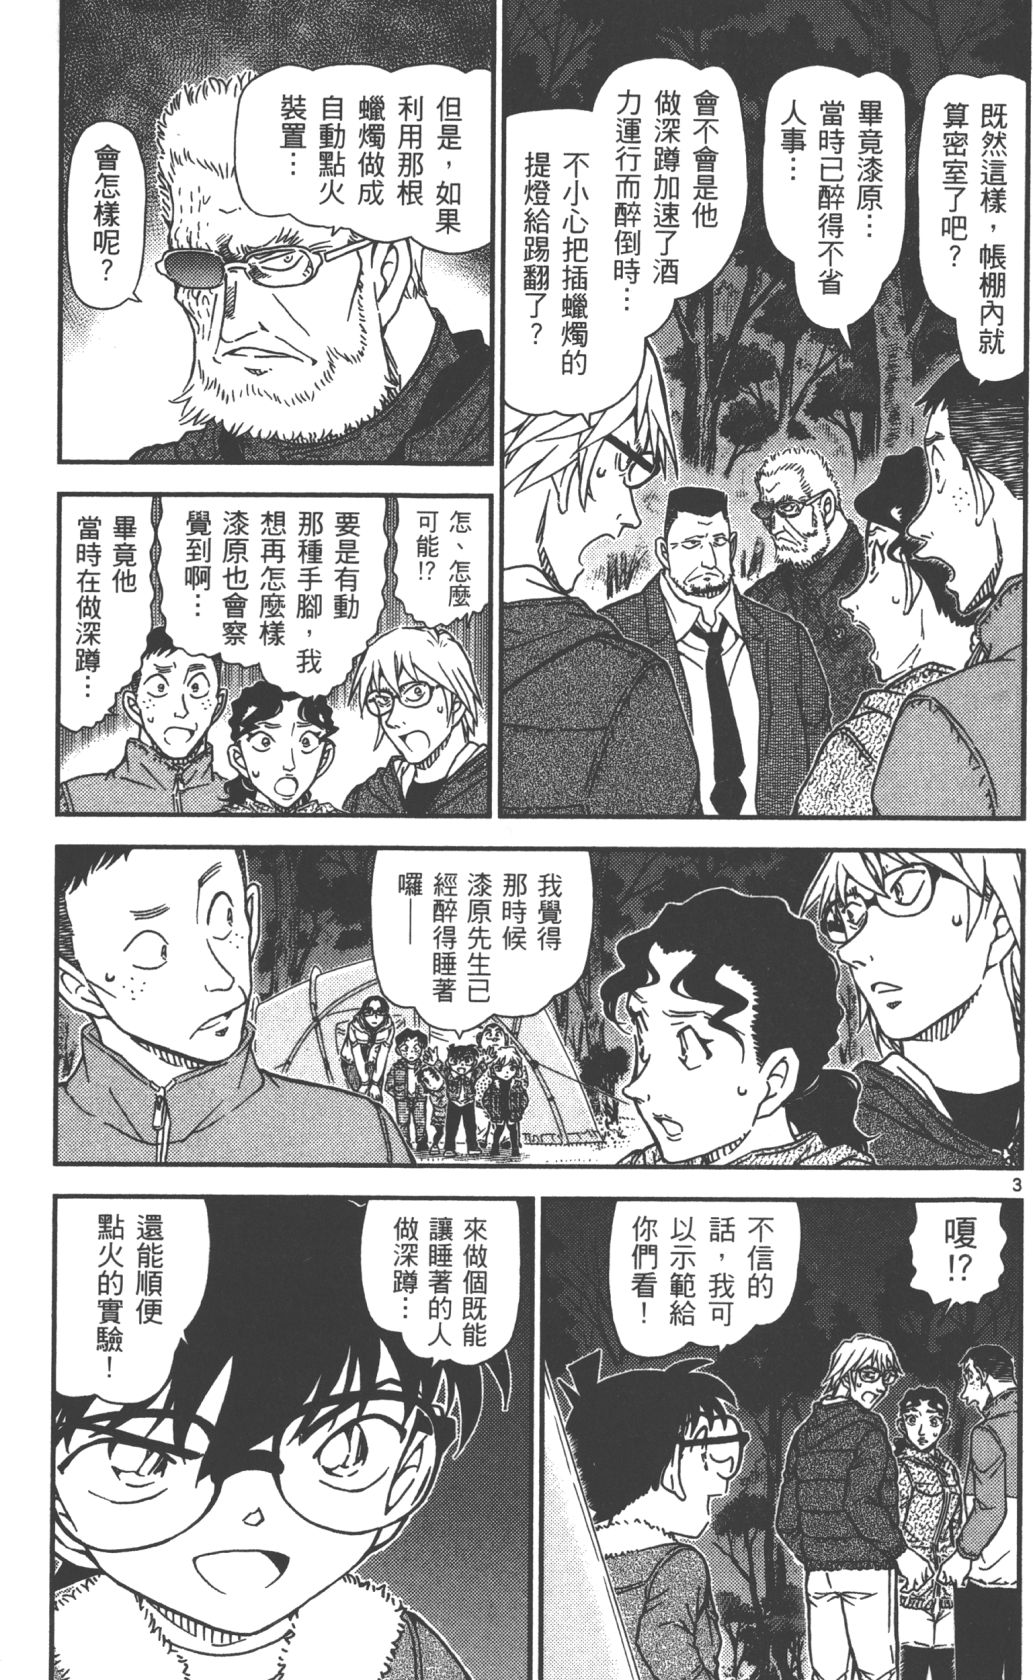 既然這樣，帳棚內就
算密室了吧？
畢竟漆原…
當時已醉得不省
人事…
會不會是他
做深蹲加速了酒
力運行而醉倒時…
不小心把插蠟燭的
提燈給踢翻了？
但是，如果
利用那根
蠟燭做成
自動點火
裝置…
會怎樣呢？
怎、怎麼
可能!?
要是有動
那種手腳，我
想再怎麼樣
漆原也會察
覺到啊…
畢竟他
當時在做深蹲…
我覺得
那時候
漆原先生已
經醉得睡著
囉—
3
嗄!?
不信的
話，我可
以示範給
你們看！
來做個既能
讓睡著的人
做深蹲…
還能順便
點火的實驗！